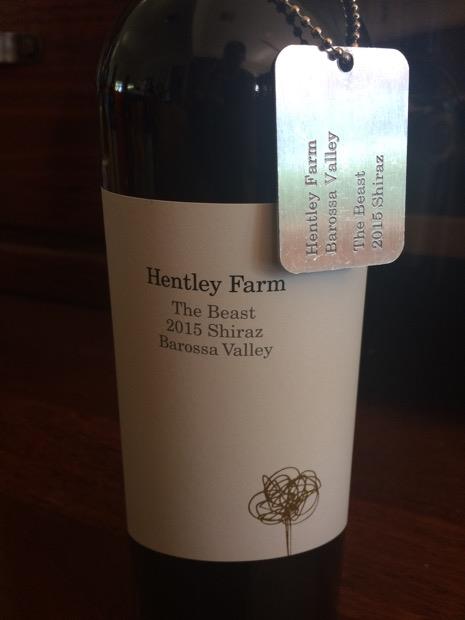 Hentley Farm
Barossa Valley
The Beast
2015 Shiraz
Hentley Farm
The Beast
2015 Shiraz
Barossa Valley